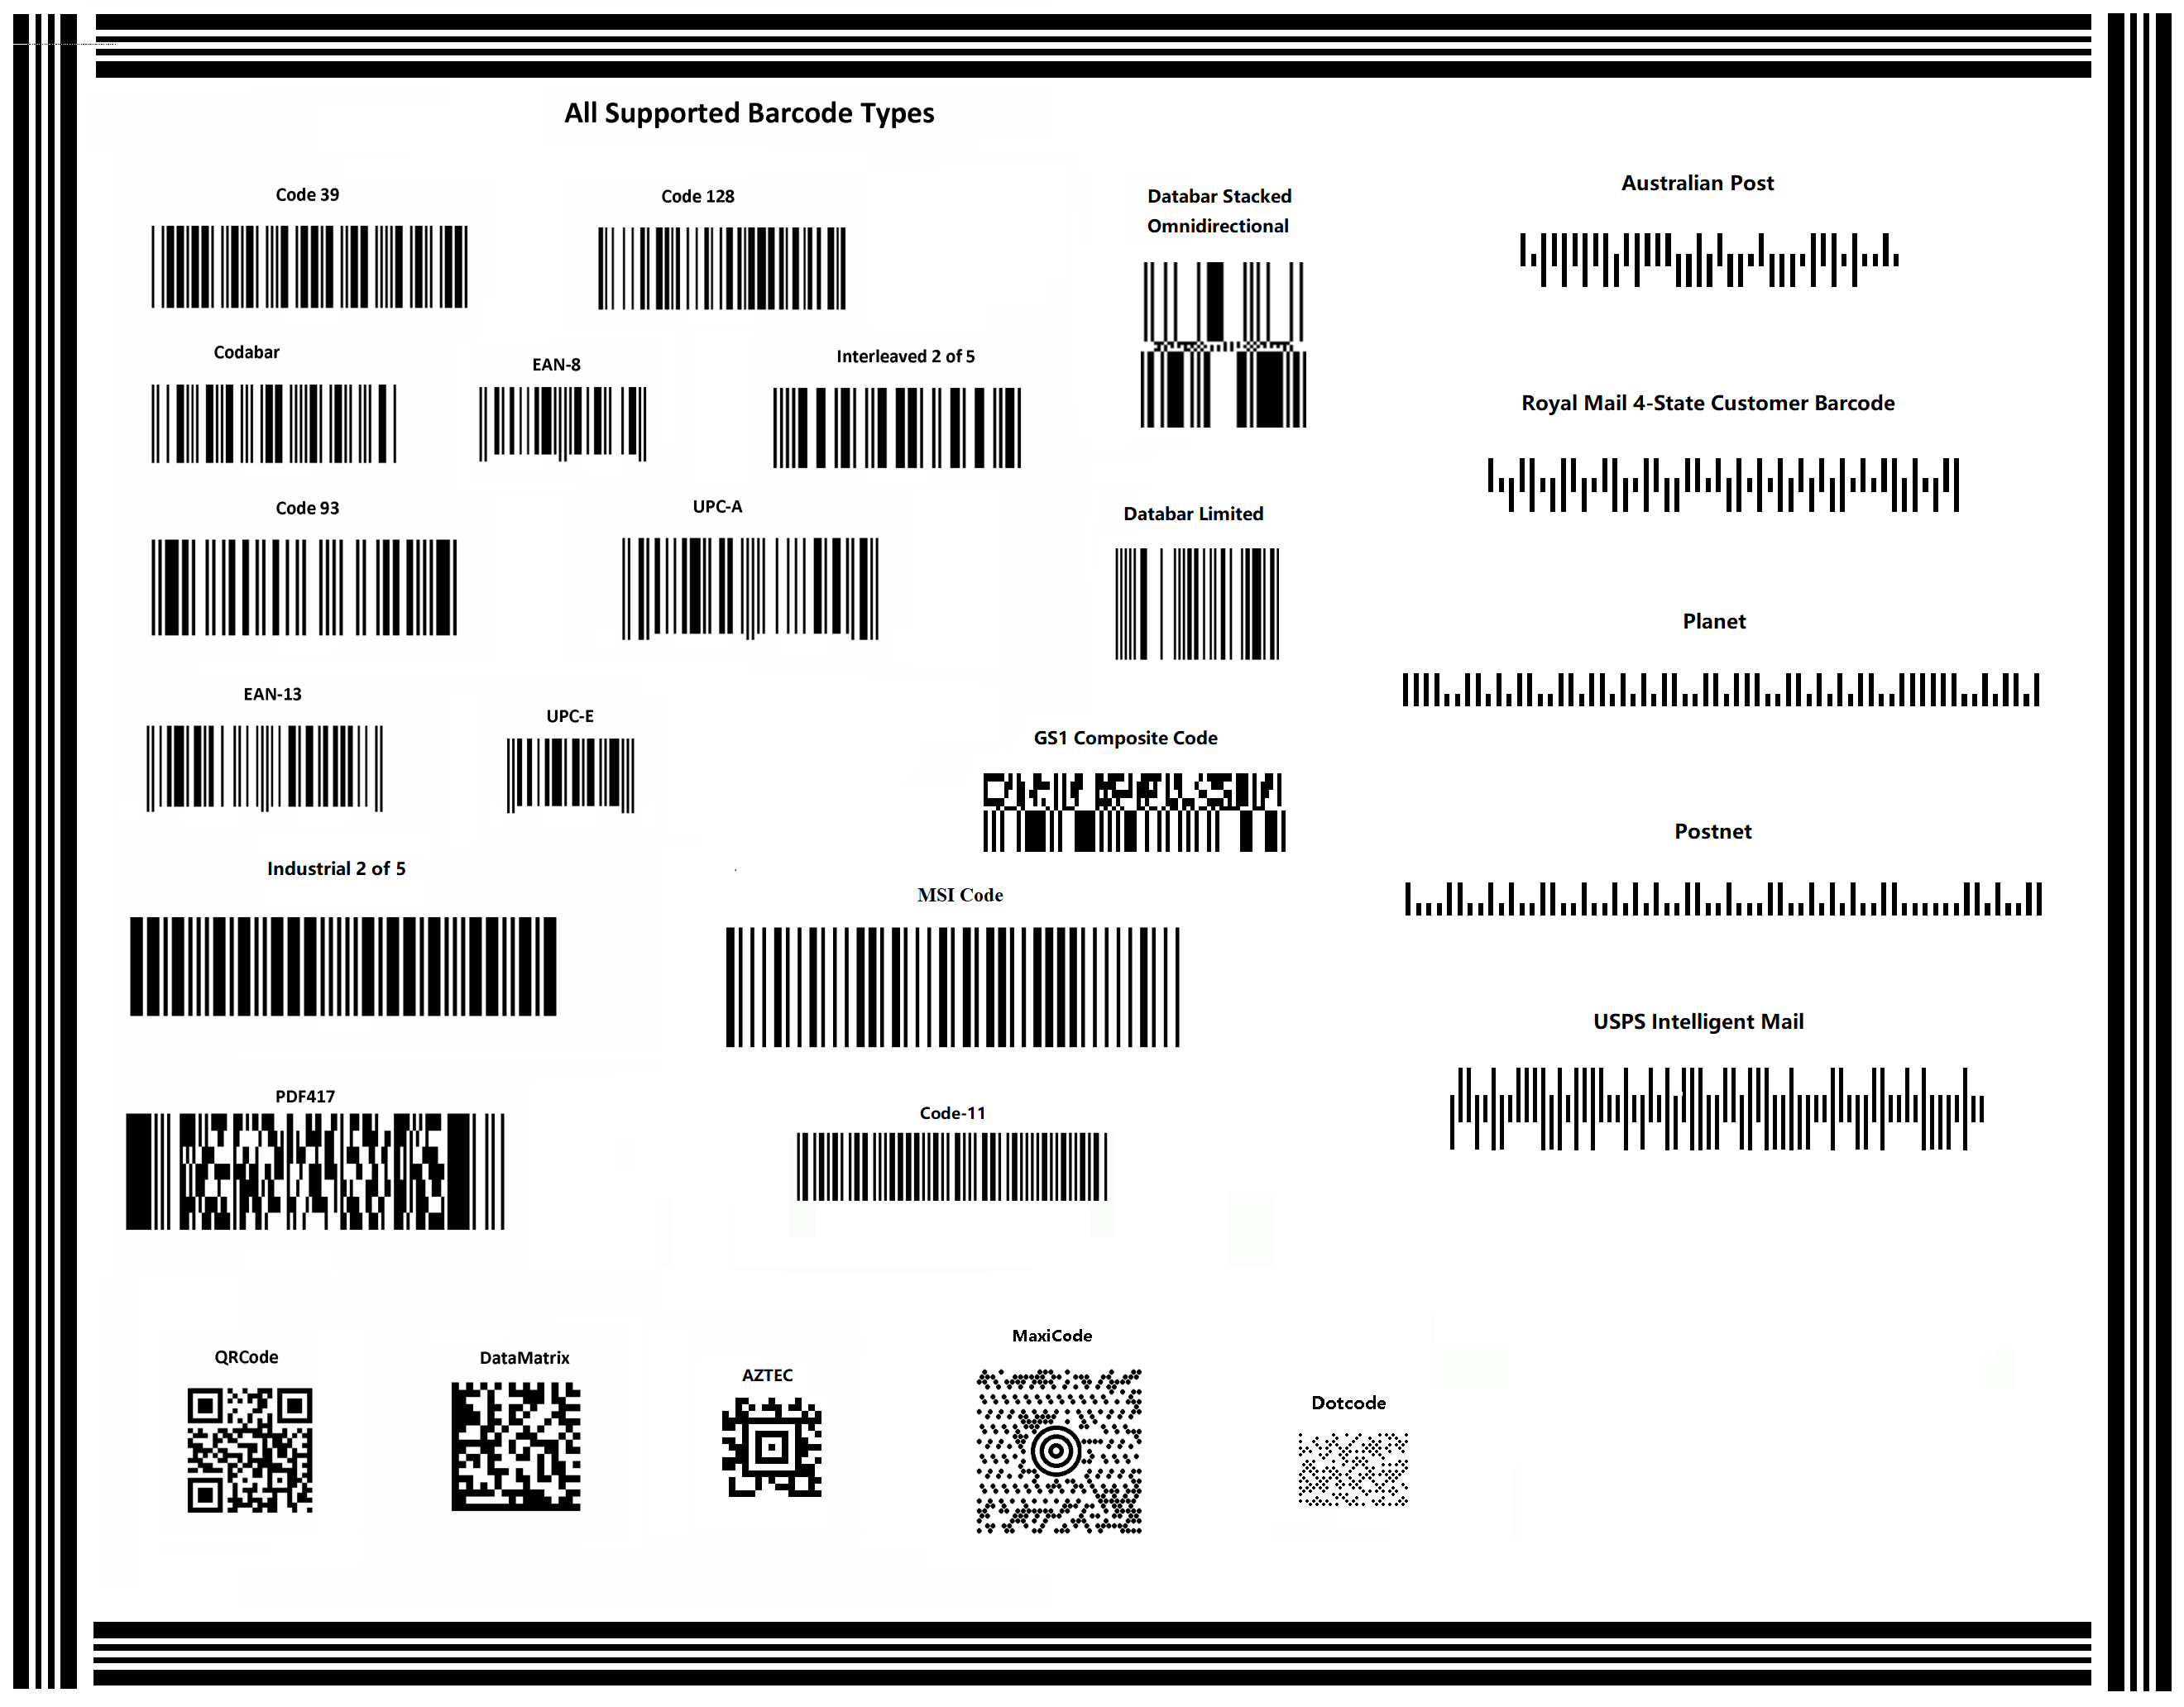 All Supported Barcode Types
Code 39
Code 128
Databar Stacked
Omnidirectional
Australian Post
Codabar
EAN-8
Interleaved 2 of 5
Royal Mail 4-State Customer Barcode
Code 93
UPC-A
Databar Limited
Planet
EAN-13
UPC-E
GS1 Composite Code
Postnet
Industrial 2 of 5
MSI Code
USPS Intelligent Mail
PDF417
Code-11
QRCode
DataMatrix
AZTEC
MaxiCode
Dotcode